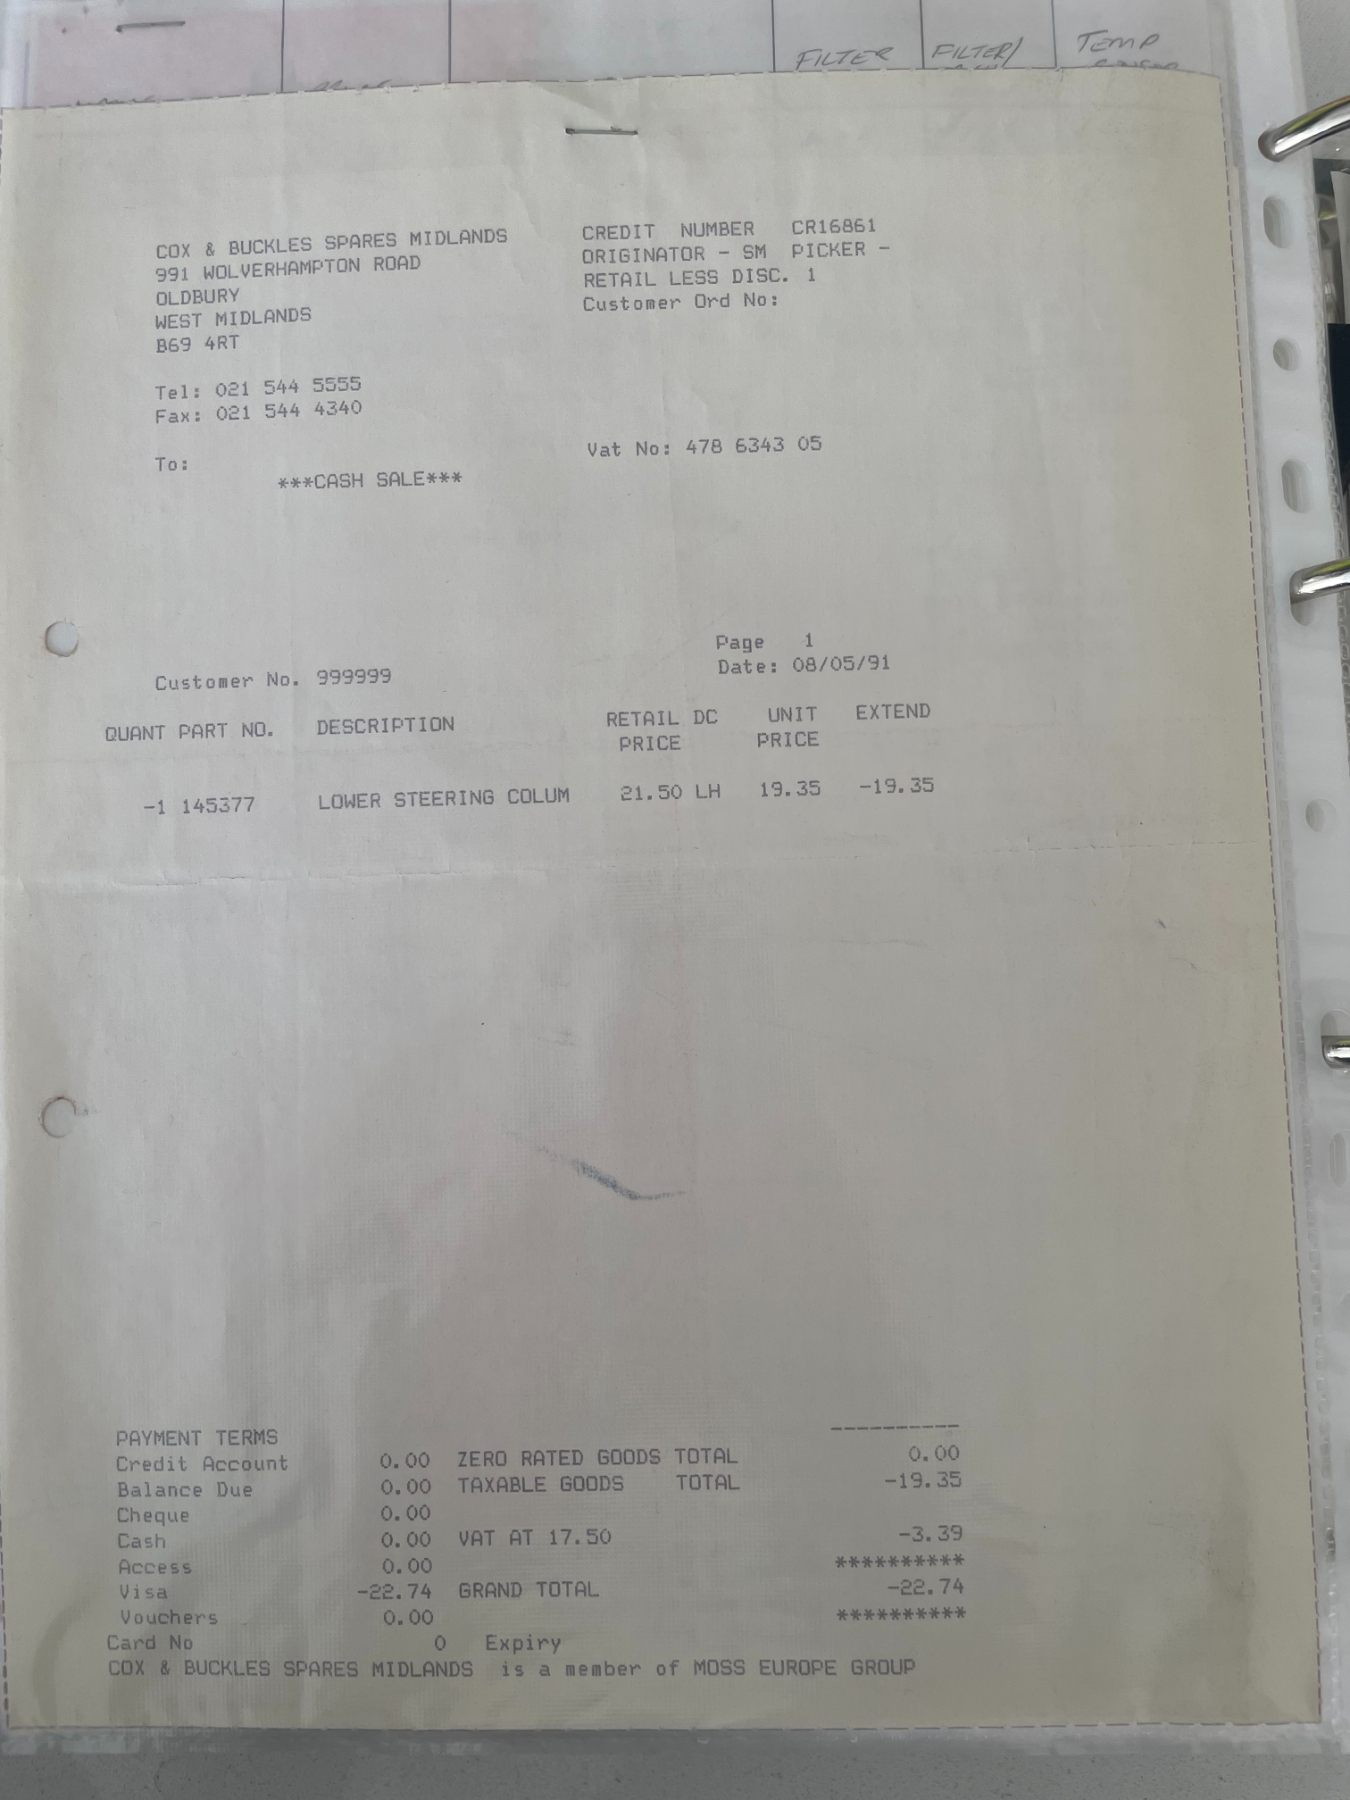 FILTER FILTER/ TEMP
COX & BUCKLES SPARES MIDLANDS
991 WOLVERHAMPTON ROAD
OLDBURY
WEST MIDLANDS
B69 4RT
Tel: 021 544 5555
Fax: 021 544 4340
To:
***CASH SALE***
CREDIT NUMBER CR16861
ORIGINATOR - SM PICKER -
RETAIL LESS DISC. 1
Customer Ord No:
Vat No: 478 6343 05
Page 1
Date: 08/05/91
Customer No. 999999
QUANT PART NO. DESCRIPTION RETAIL DC UNIT EXTEND
PRICE PRICE
-1 145377 LOWER STEERING COLUM 21.50 LH 19.35 -19.35
PAYMENT TERMS ----------
Credit Account 0.00 ZERO RATED GOODS TOTAL 0.00
Balance Due 0.00 TAXABLE GOODS TOTAL -19.35
Cheque 0.00
Cash 0.00 VAT AT 17.50 -3.39
Access 0.00 **********
Visa -22.74 GRAND TOTAL -22.74
Vouchers 0.00 **********
Card No 0 Expiry
COX & BUCKLES SPARES MIDLANDS is a member of MOSS EUROPE GROUP